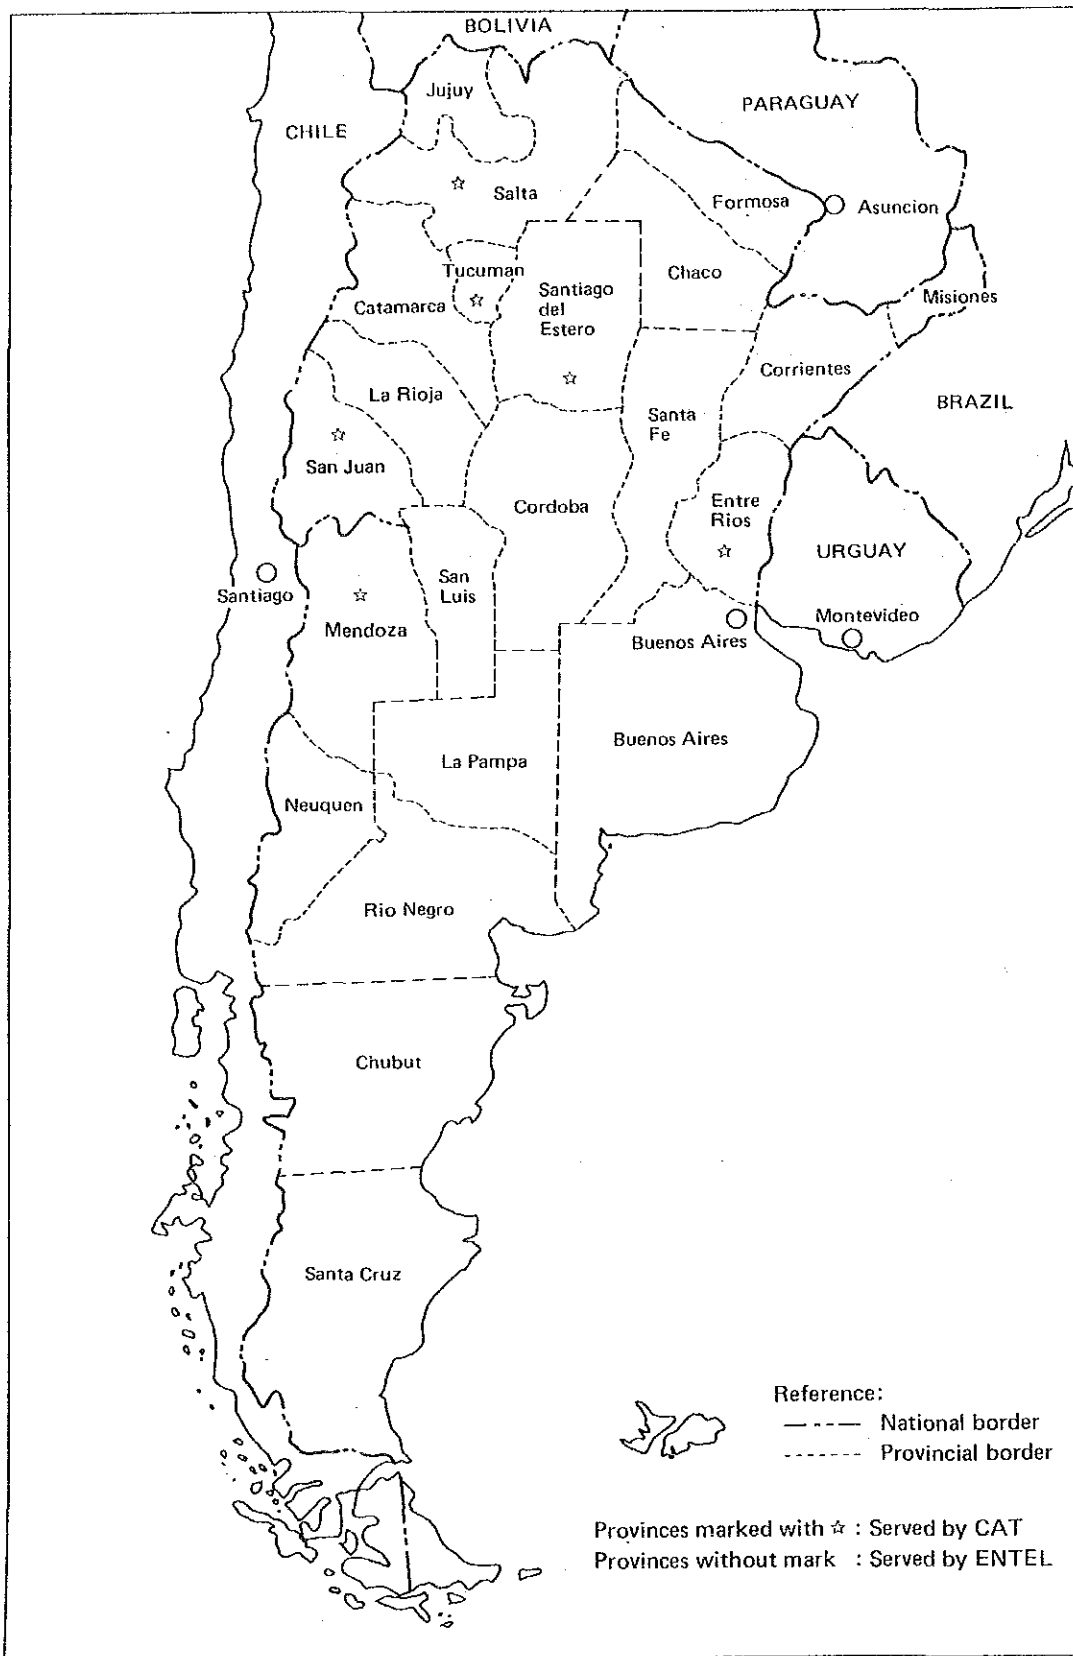 BOLIVIA
Jujuy
PARAGUAY
CHILE
Salta
Formosa
Asuncion
Tucuman
Chaco
Santiago
del
Estero
Catamarca
Misiones
Corrientes
La Rioja
BRAZIL
Santa
Fe
San Juan
Cordoba
Entre
Rios
URGUAY
San
Luis
Santiago
Mendoza
Montevideo
Buenos Aires
Buenos Aires
La Pampa
Neuquen
Rio Negro
Chubut
Santa Cruz
Reference:
National border
Provincial border
Provinces marked with ☆ : Served by CAT
Provinces without mark : Served by ENTEL